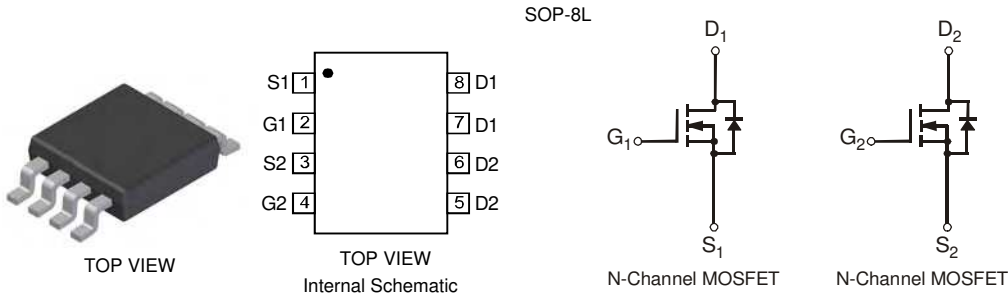 SOP-8L
TOP VIEW
S1 1 8 D1
G1 2 7 D1
S2 3 6 D2
G2 4 5 D2
TOP VIEW
Internal Schematic
D1
G1
S1
N-Channel MOSFET
D2
G2
S2
N-Channel MOSFET